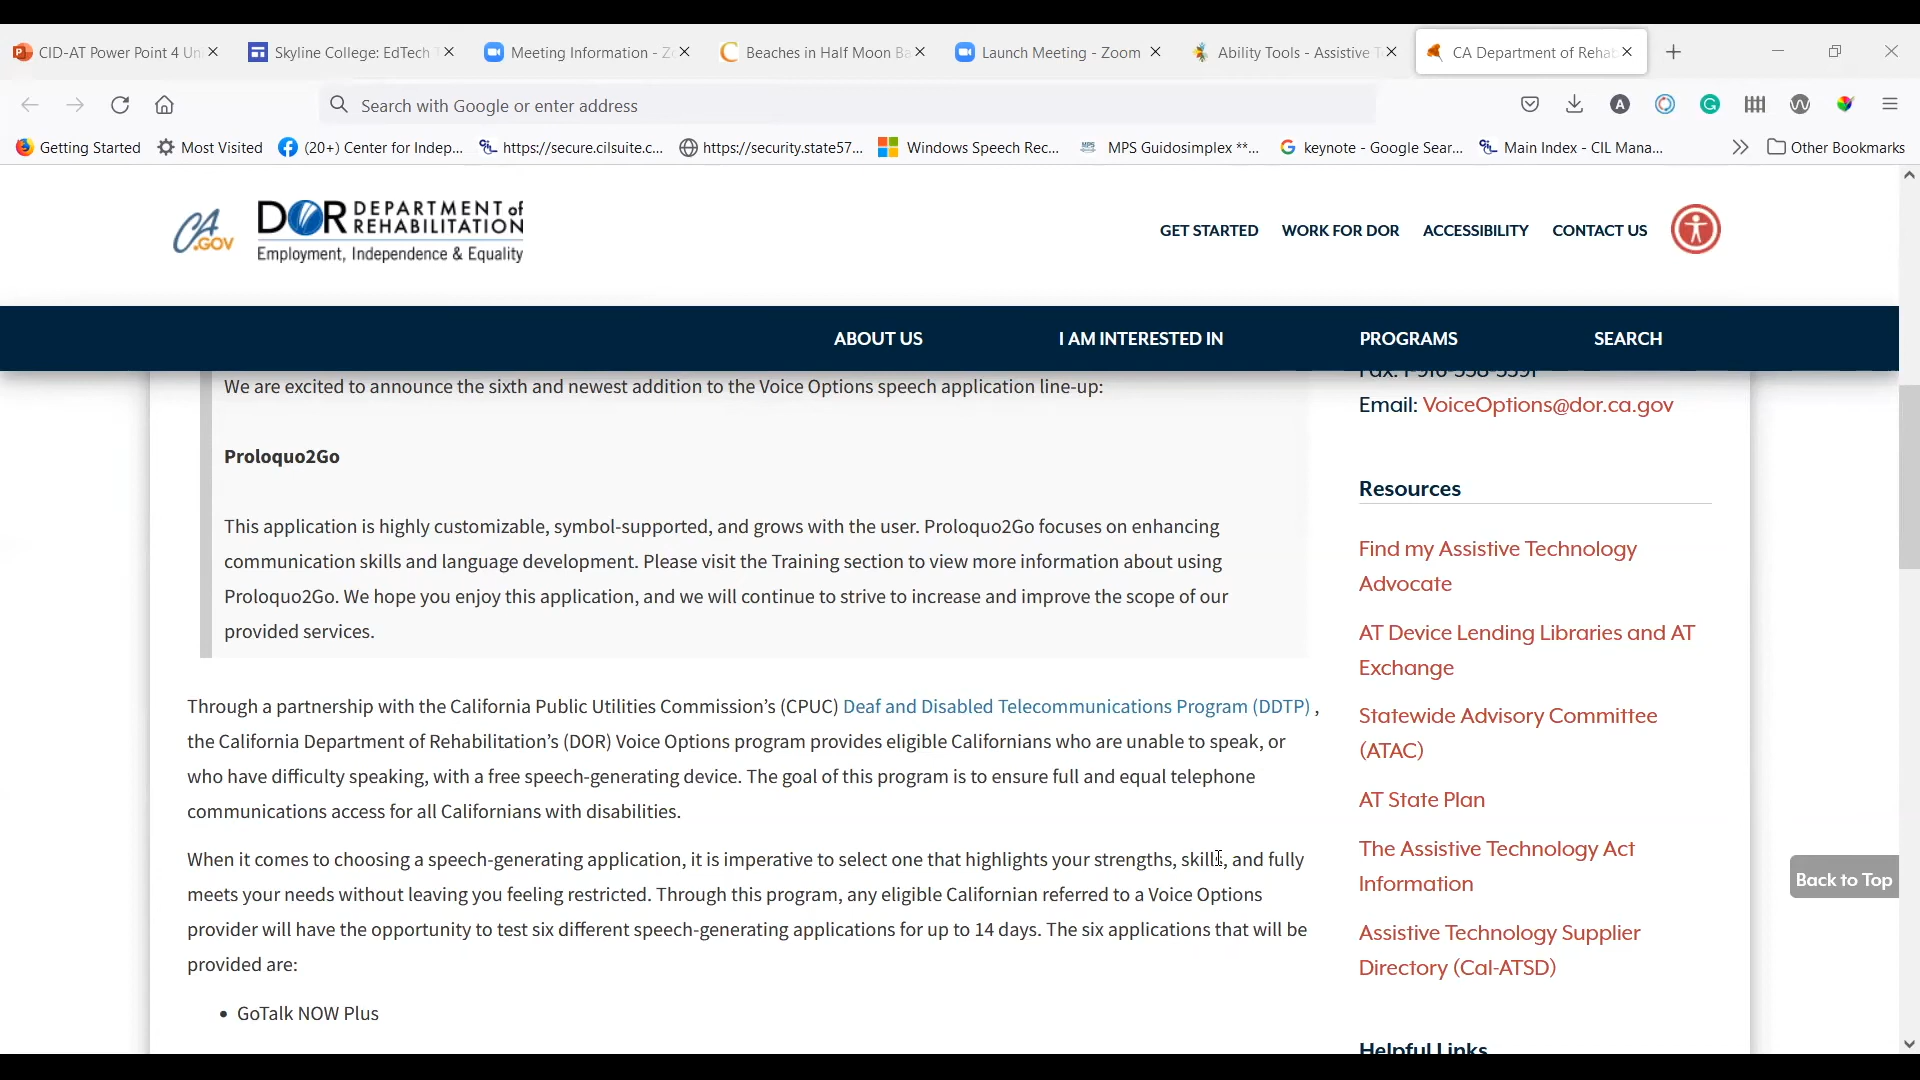 CID-AT Power Point 4 Un
Skyline College: EdTech T
Meeting Information - Zo
Beaches in Half Moon Ba
Launch Meeting - Zoom
Ability Tools - Assistive T
CA Department of Rehab
Search with Google or enter address
Getting Started
Most Visited
(20+) Center for Indep...
https://secure.cilsuite.c...
https://security.state57...
Windows Speech Rec...
MPS Guidosimplex **...
keynote - Google Sear...
Main Index - CIL Mana...
Other Bookmarks
CA.GOV
DOR DEPARTMENT of
REHABILITATION
Employment, Independence & Equality
GET STARTED
WORK FOR DOR
ACCESSIBILITY
CONTACT US
ABOUT US
I AM INTERESTED IN
PROGRAMS
SEARCH
We are excited to announce the sixth and newest addition to the Voice Options speech application line-up:
Proloquo2Go
This application is highly customizable, symbol-supported, and grows with the user. Proloquo2Go focuses on enhancing
communication skills and language development. Please visit the Training section to view more information about using
Proloquo2Go. We hope you enjoy this application, and we will continue to strive to increase and improve the scope of our
provided services.
Through a partnership with the California Public Utilities Commission’s (CPUC) Deaf and Disabled Telecommunications Program (DDTP) ,
the California Department of Rehabilitation’s (DOR) Voice Options program provides eligible Californians who are unable to speak, or
who have difficulty speaking, with a free speech-generating device. The goal of this program is to ensure full and equal telephone
communications access for all Californians with disabilities.
When it comes to choosing a speech-generating application, it is imperative to select one that highlights your strengths, skills, and fully
meets your needs without leaving you feeling restricted. Through this program, any eligible Californian referred to a Voice Options
provider will have the opportunity to test six different speech-generating applications for up to 14 days. The six applications that will be
provided are:
• GoTalk NOW Plus
Email: VoiceOptions@dor.ca.gov
Resources
Find my Assistive Technology
Advocate
AT Device Lending Libraries and AT
Exchange
Statewide Advisory Committee
(ATAC)
AT State Plan
The Assistive Technology Act
Information
Assistive Technology Supplier
Directory (Cal-ATSD)
Helpful Links
Back to Top